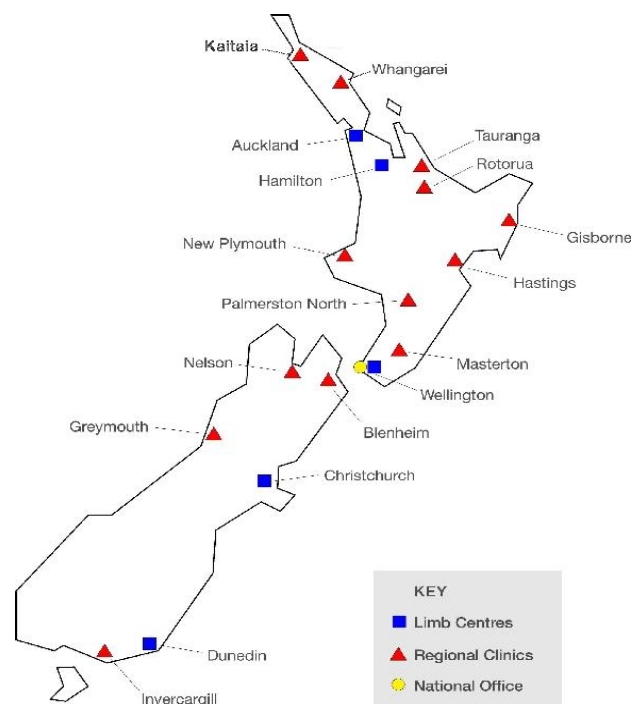 Kaitaia
Whangarei
Auckland
Tauranga
Hamilton
Rotorua
Gisborne
New Plymouth
Hastings
Palmerston North
Nelson
Masterton
Wellington
Greymouth
Blenheim
Christchurch
KEY
Limb Centres
Regional Clinics
Dunedin
National Office
Invercargill